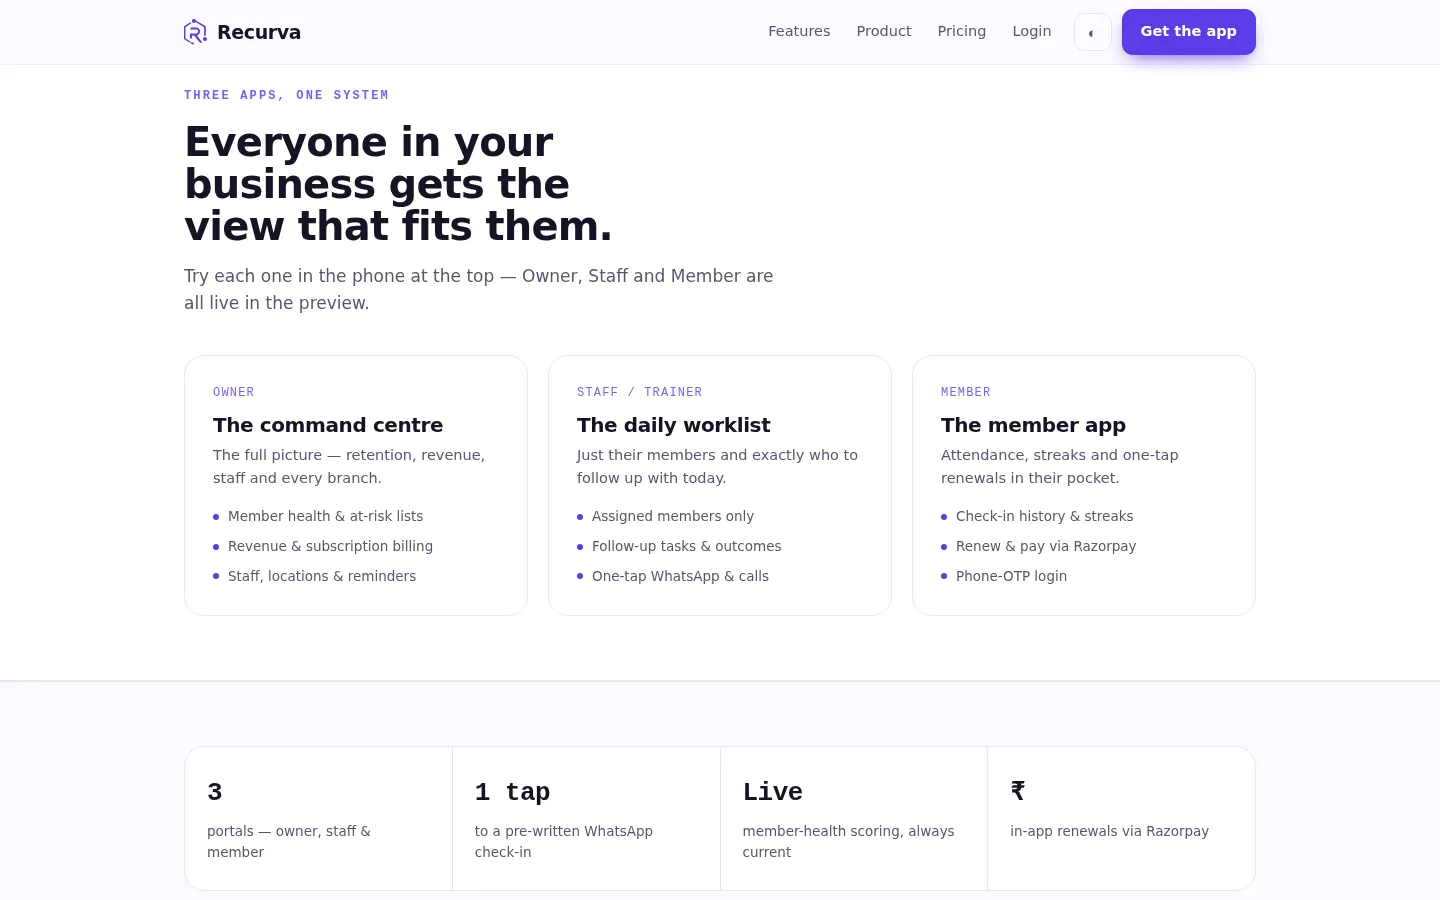 Recurva
Features
Product
Pricing
Login
Get the app
THREE APPS, ONE SYSTEM
Everyone in your
business gets the
view that fits them.
Try each one in the phone at the top — Owner, Staff and Member are
all live in the preview.
OWNER
The command centre
The full picture — retention, revenue,
staff and every branch.
Member health & at-risk lists
Revenue & subscription billing
Staff, locations & reminders
STAFF / TRAINER
The daily worklist
Just their members and exactly who to
follow up with today.
Assigned members only
Follow-up tasks & outcomes
One-tap WhatsApp & calls
MEMBER
The member app
Attendance, streaks and one-tap
renewals in their pocket.
Check-in history & streaks
Renew & pay via Razorpay
Phone-OTP login
3
portals — owner, staff &
member
1 tap
to a pre-written WhatsApp
check-in
Live
member-health scoring, always
current
₹
in-app renewals via Razorpay